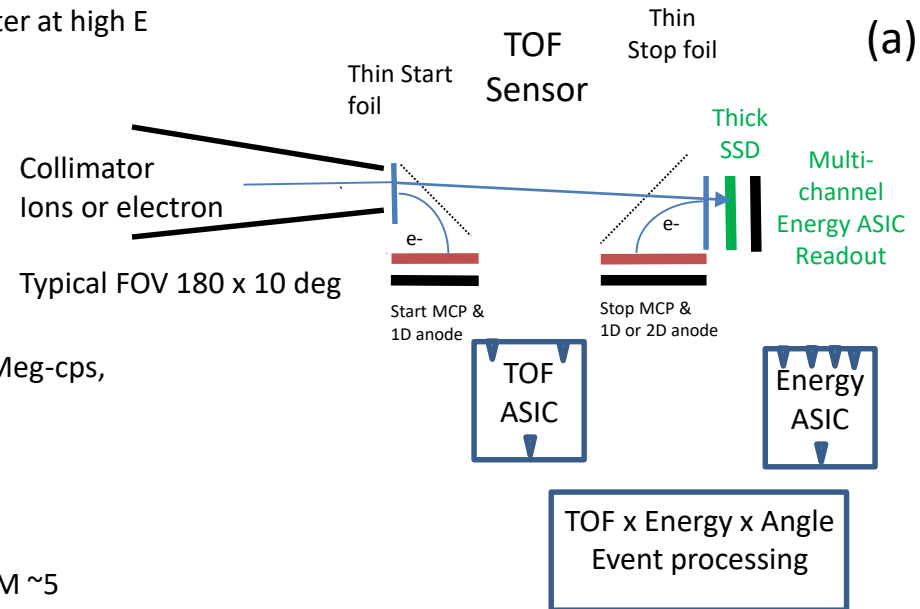 ter at high E
(a)
Thin
Stop foil
TOF
Sensor
Thin Start
foil
Thick
SSD
Collimator
Ions or electron
Multi-
channel
Energy ASIC
Readout
e-
e-
Typical FOV 180 x 10 deg
Start MCP &
1D anode
Stop MCP &
1D or 2D anode
Meg-cps,
TOF
ASIC
Energy
ASIC
TOF x Energy x Angle
Event processing
M ~5